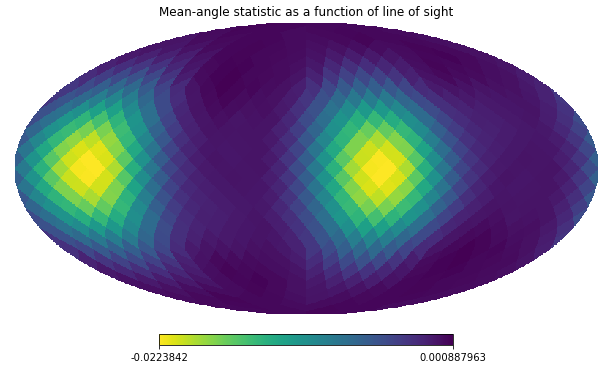 Mean-angle statistic as a function of line of sight
-0.0223842 0.000887963